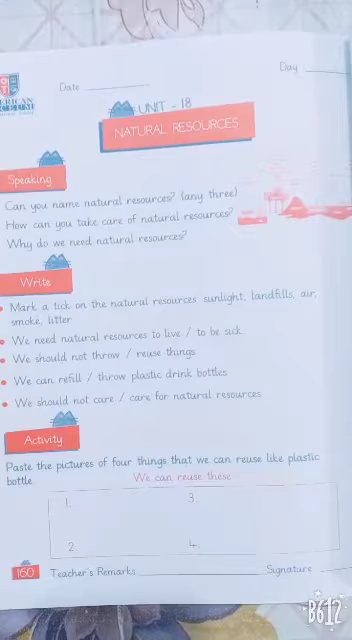 Day
Date
UNIT - 18
NATURAL RESOURCES
Speaking
Can you name natural resources? (any three)
How can you take care of natural resources?
Why do we need natural resources?
Write
Mark a tick on the natural resources. sunlight, landfills, air,
smoke, litter
We need natural resources to live / to be sick
We should not throw / reuse things
We can refill / throw plastic drink bottles
We should not care / care for natural resources
Activity
Paste the pictures of four things that we can reuse like plastic
bottle.
We can reuse these
1. 3.
2. 4.
160 Teacher's Remarks Signature
B612